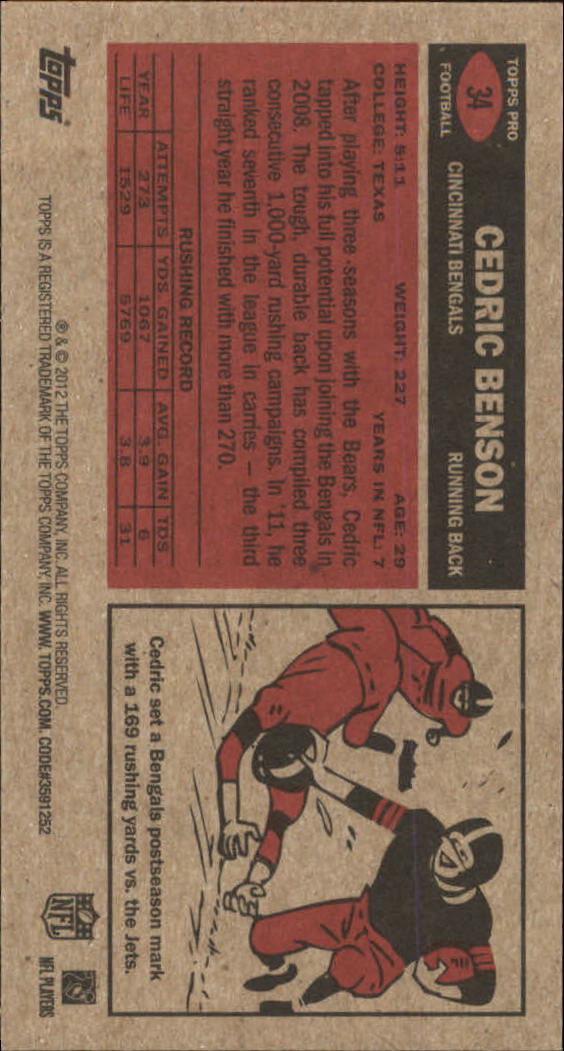 TOPPS PRO
34
FOOTBALL
CEDRIC BENSON
CINCINNATI BENGALS RUNNING BACK
HEIGHT: 5:11 WEIGHT: 227 AGE: 29
COLLEGE: TEXAS YEARS IN NFL: 7
After playing three seasons with the Bears, Cedric
tapped into his full potential upon joining the Bengals in
2008. The tough, durable back has compiled three
consecutive 1,000-yard rushing campaigns. In '11, he
ranked seventh in the league in carries – the third
straight year he finished with more than 270.
RUSHING RECORD
ATTEMPTS YDS. GAINED AVG. GAIN TDS
YEAR 273 1067 3.9 6
LIFE 1529 5769 3.8 31
Cedric set a Bengals postseason mark
with a 169 rushing yards vs. the Jets.
topps
® & © 2012 THE TOPPS COMPANY, INC. ALL RIGHTS RESERVED.
TOPPS IS A REGISTERED TRADEMARK OF THE TOPPS COMPANY, INC. WWW.TOPPS.COM. CODE#3591252
NFL
NFL PLAYERS